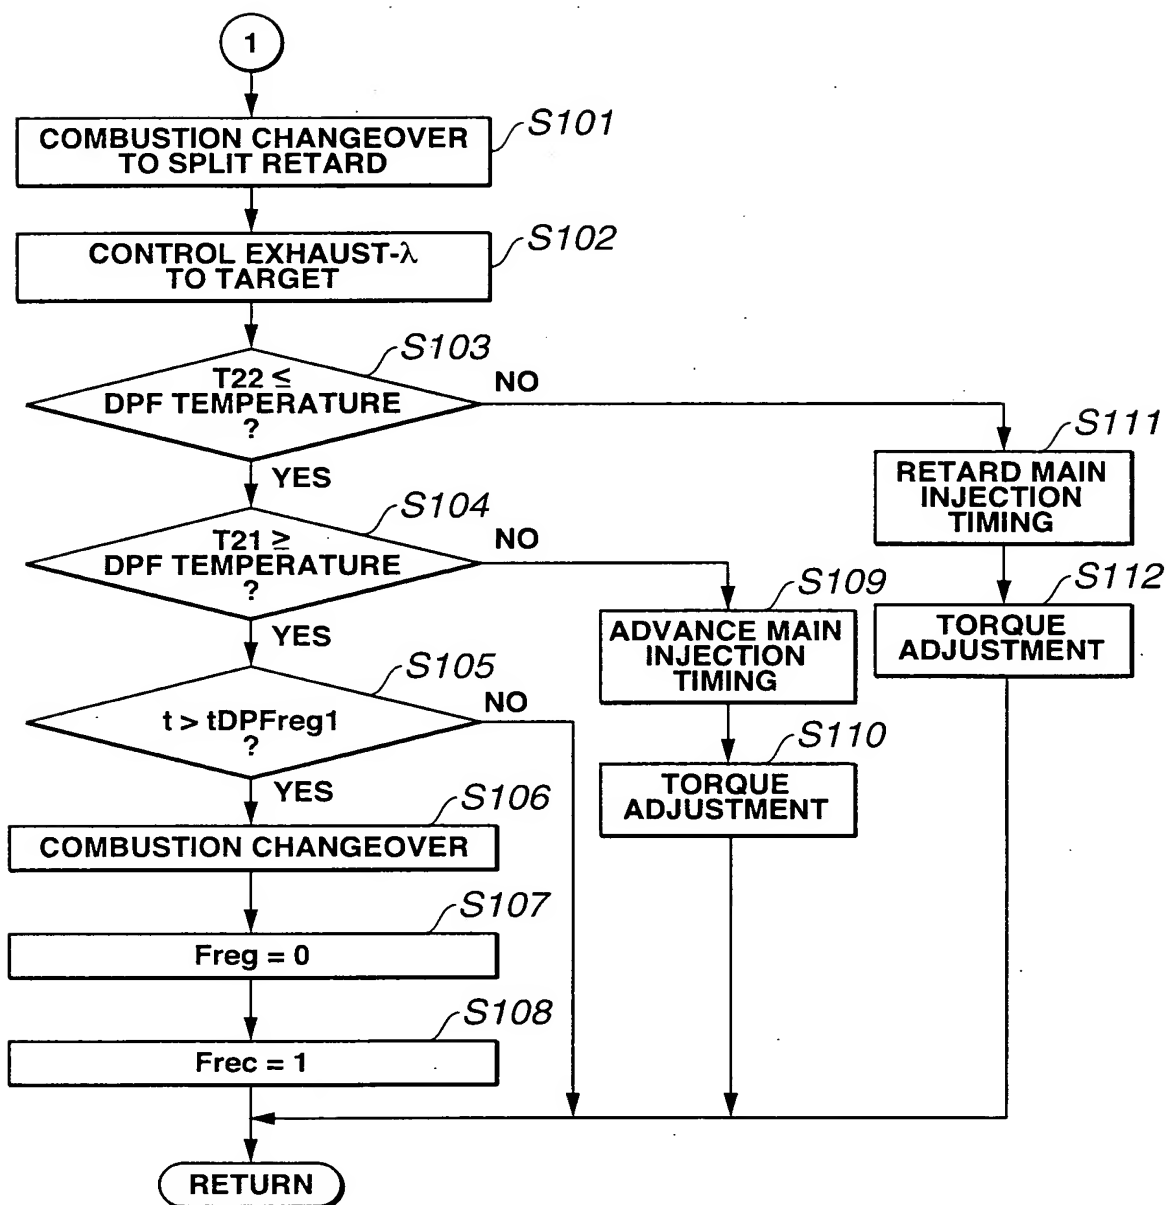 1
COMBUSTION CHANGEOVER
TO SPLIT RETARD
S101
CONTROL EXHAUST-λ
TO TARGET
S102
T22 ≤
DPF TEMPERATURE
?
S103
NO
YES
T21 ≥
DPF TEMPERATURE
?
S104
NO
YES
t > tDPFreg1
?
S105
NO
YES
COMBUSTION CHANGEOVER
S106
Freg = 0
S107
Frec = 1
S108
ADVANCE MAIN
INJECTION
TIMING
S109
TORQUE
ADJUSTMENT
S110
RETARD MAIN
INJECTION
TIMING
S111
TORQUE
ADJUSTMENT
S112
RETURN